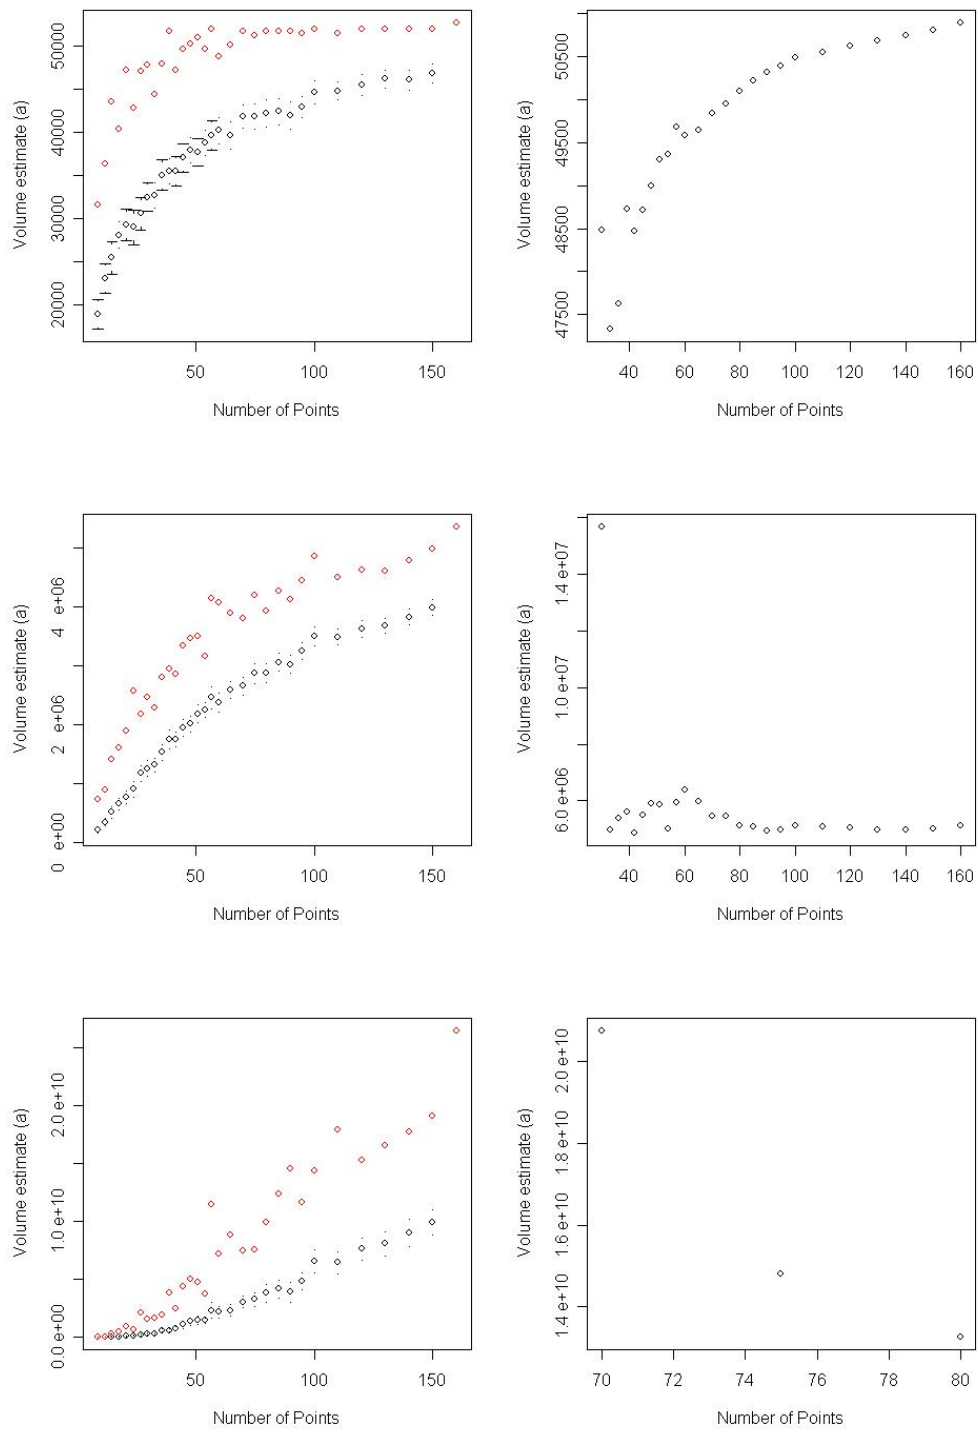 Volume estimate (a)
50000
40000
30000
20000
50 100 150
Number of Points
Volume estimate (a)
50500
49500
48500
47500
40 60 80 100 120 140 160
Number of Points
Volume estimate (a)
4 e+06
2 e+06
0 e+00
50 100 150
Number of Points
Volume estimate (a)
1.4 e+07
1.0 e+07
6.0 e+06
40 60 80 100 120 140 160
Number of Points
Volume estimate (a)
2.0 e+10
1.0 e+10
0.0 e+00
50 100 150
Number of Points
Volume estimate (a)
2.0 e+10
1.8 e+10
1.6 e+10
1.4 e+10
70 72 74 76 78 80
Number of Points